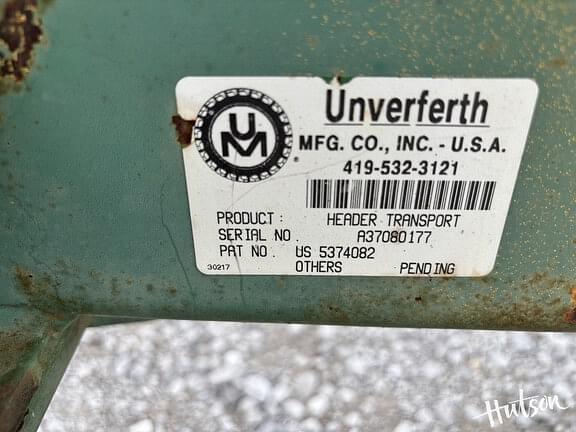 UM
Unverferth
MFG. CO., INC. - U.S.A.
419-532-3121
PRODUCT : HEADER TRANSPORT
SERIAL NO. A37080177
PAT NO. US 5374082
30217 OTHERS PENDING
Hutson